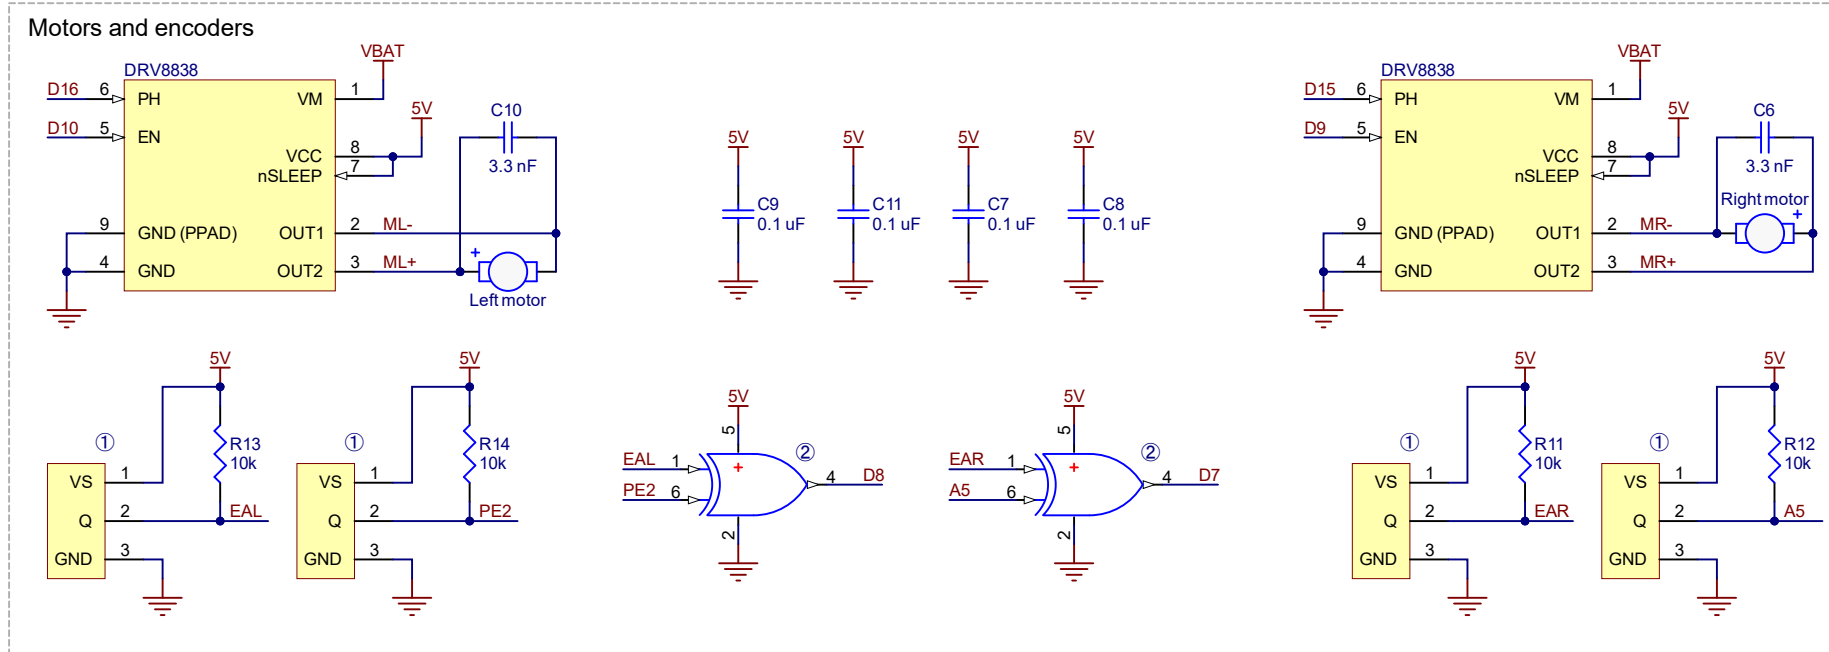 Motors and encoders
DRV8838
VBAT
D16 6 PH VM 1
5V
D10 5 EN
VCC 8
nSLEEP 7
9 GND (PPAD) OUT1 2 ML-
4 GND OUT2 3 ML+
C10
3.3 nF
+
Left motor
5V
C9
0.1 uF
5V
C11
0.1 uF
5V
C7
0.1 uF
5V
C8
0.1 uF
DRV8838
VBAT
D15 6 PH VM 1
5V
D9 5 EN
VCC 8
nSLEEP 7
9 GND (PPAD) OUT1 2 MR-
4 GND OUT2 3 MR+
C6
3.3 nF
Right motor
+
5V
①
R13
10k
VS 1
Q 2 EAL
GND 3
5V
①
R14
10k
VS 1
Q 2 PE2
GND 3
5V
5
②
EAL 1 +
PE2 6
4 D8
2
5V
5
②
EAR 1 +
A5 6
4 D7
2
5V
①
R11
10k
VS 1
Q 2 EAR
GND 3
5V
①
R12
10k
VS 1
Q 2 A5
GND 3